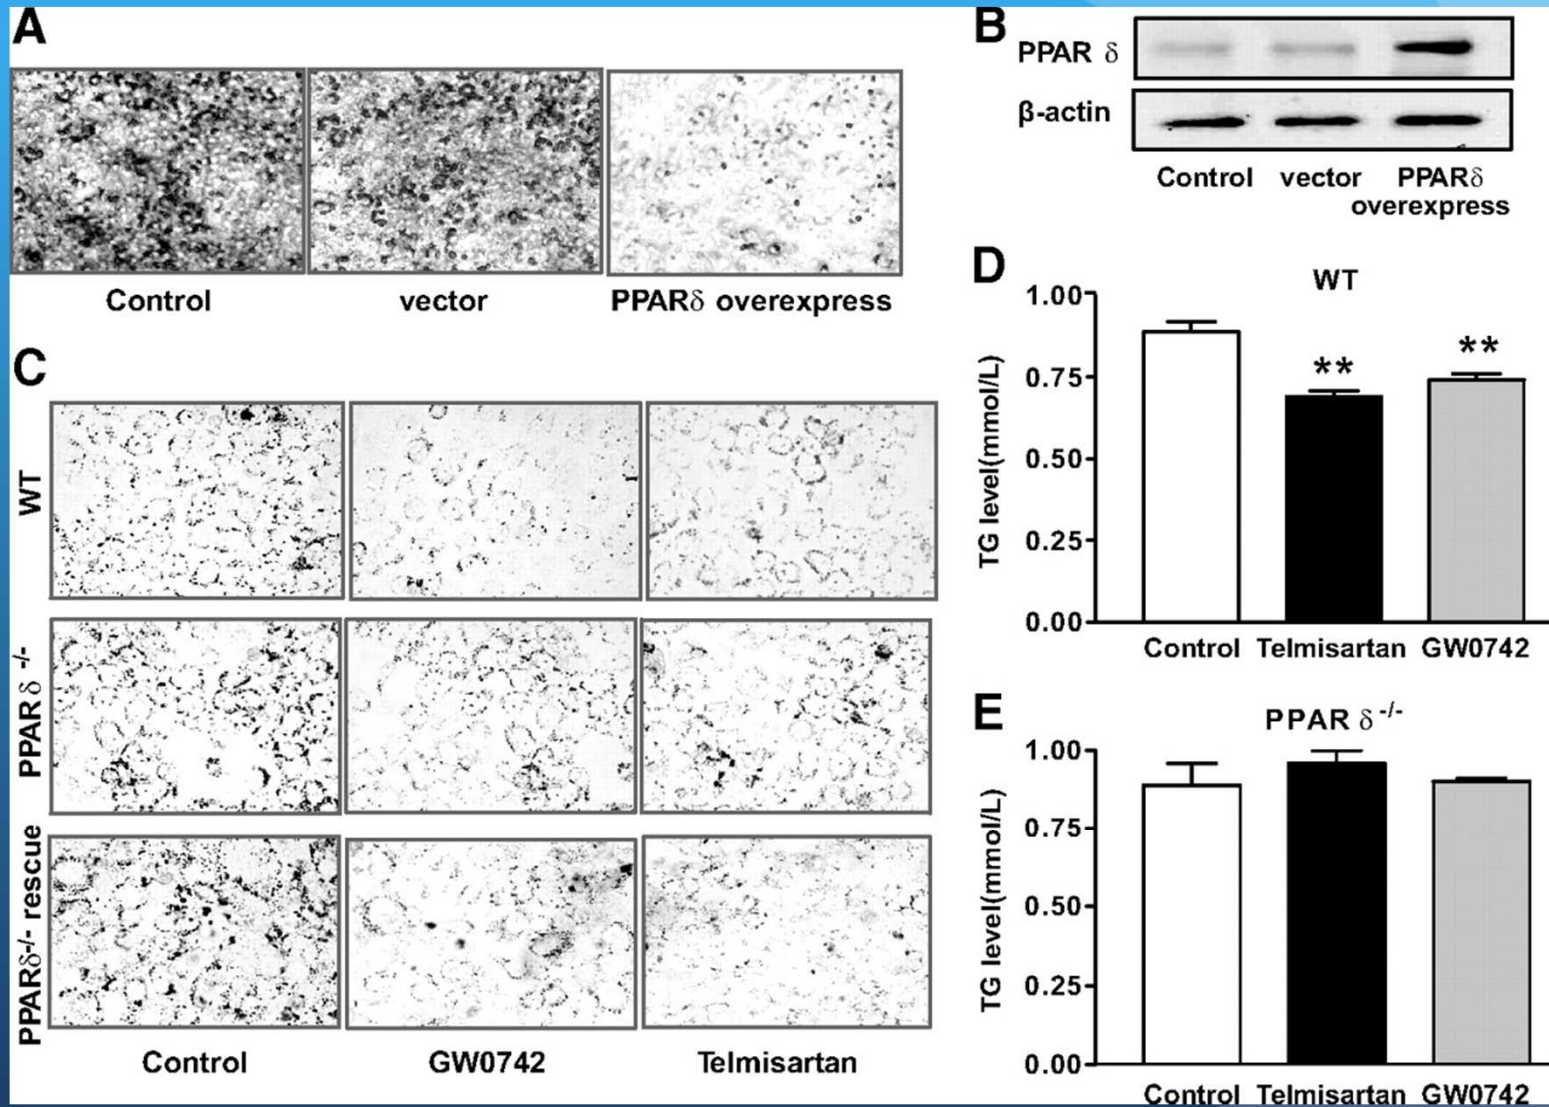 A
Control
vector
PPARδ overexpress
B
PPAR δ
β-actin
Control
vector
PPARδ
overexpress
C
WT
PPAR δ -/-
PPARδ-/- rescue
Control
GW0742
Telmisartan
D
WT
TG level(mmol/L)
1.00
0.75
0.50
0.25
0.00
**
**
Control
Telmisartan
GW0742
E
PPAR δ -/-
TG level(mmol/L)
1.00
0.75
0.50
0.25
0.00
Control
Telmisartan
GW0742